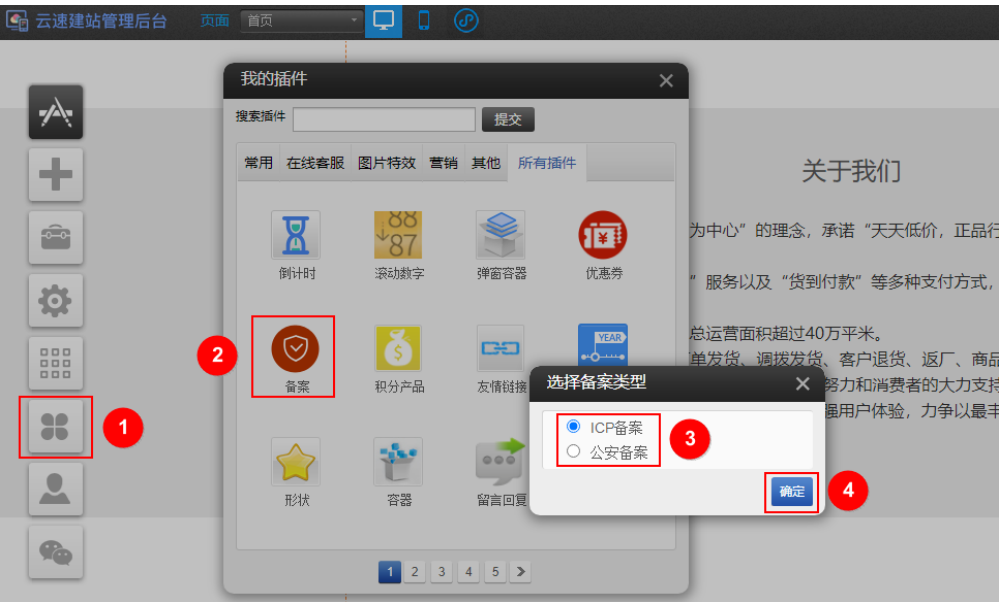 云速建站管理后台 页面 首页
我的插件
搜索插件 提交
常用 在线客服 图片特效 营销 其他 所有插件
88
87
倒计时 滚动数字 弹窗容器 优惠券
YEAR
备案 积分产品 友情链接
形状 容器 留言回复
1 2 3 4 5
选择备案类型
ICP备案
公安备案
确定
1
2
3
4
关于我们
为中心”的理念，承诺“天天低价，正品行
”服务以及“货到付款”等多种支付方式，
总运营面积超过40万平米。
单发货、调拨发货、客户退货、返厂、商品
努力和消费者的大力支持
强用户体验，力争以最丰